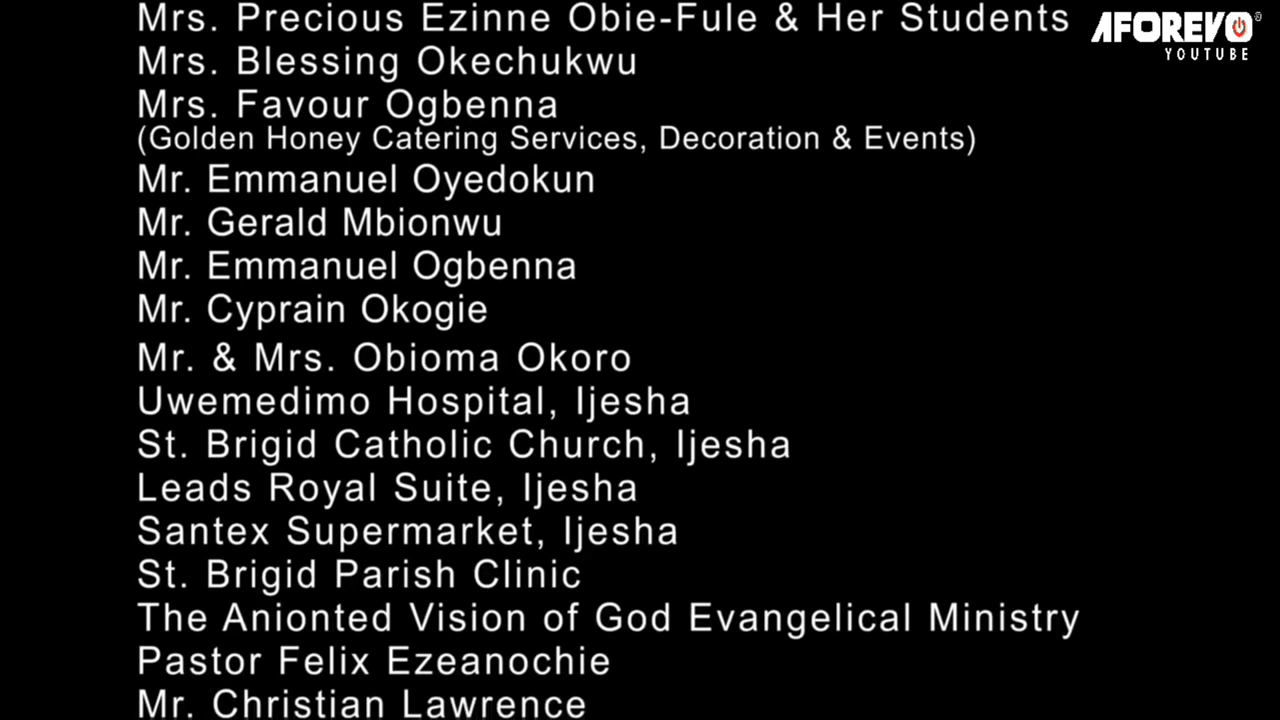 Mrs. Precious Ezinne Obie-Fule & Her Students
AFOREVO
YOUTUBE
Mrs. Blessing Okechukwu
Mrs. Favour Ogbenna
(Golden Honey Catering Services, Decoration & Events)
Mr. Emmanuel Oyedokun
Mr. Gerald Mbionwu
Mr. Emmanuel Ogbenna
Mr. Cyprain Okogie
Mr. & Mrs. Obioma Okoro
Uwemedimo Hospital, Ijesha
St. Brigid Catholic Church, Ijesha
Leads Royal Suite, Ijesha
Santex Supermarket, Ijesha
St. Brigid Parish Clinic
The Anionted Vision of God Evangelical Ministry
Pastor Felix Ezeanochie
Mr. Christian Lawrence